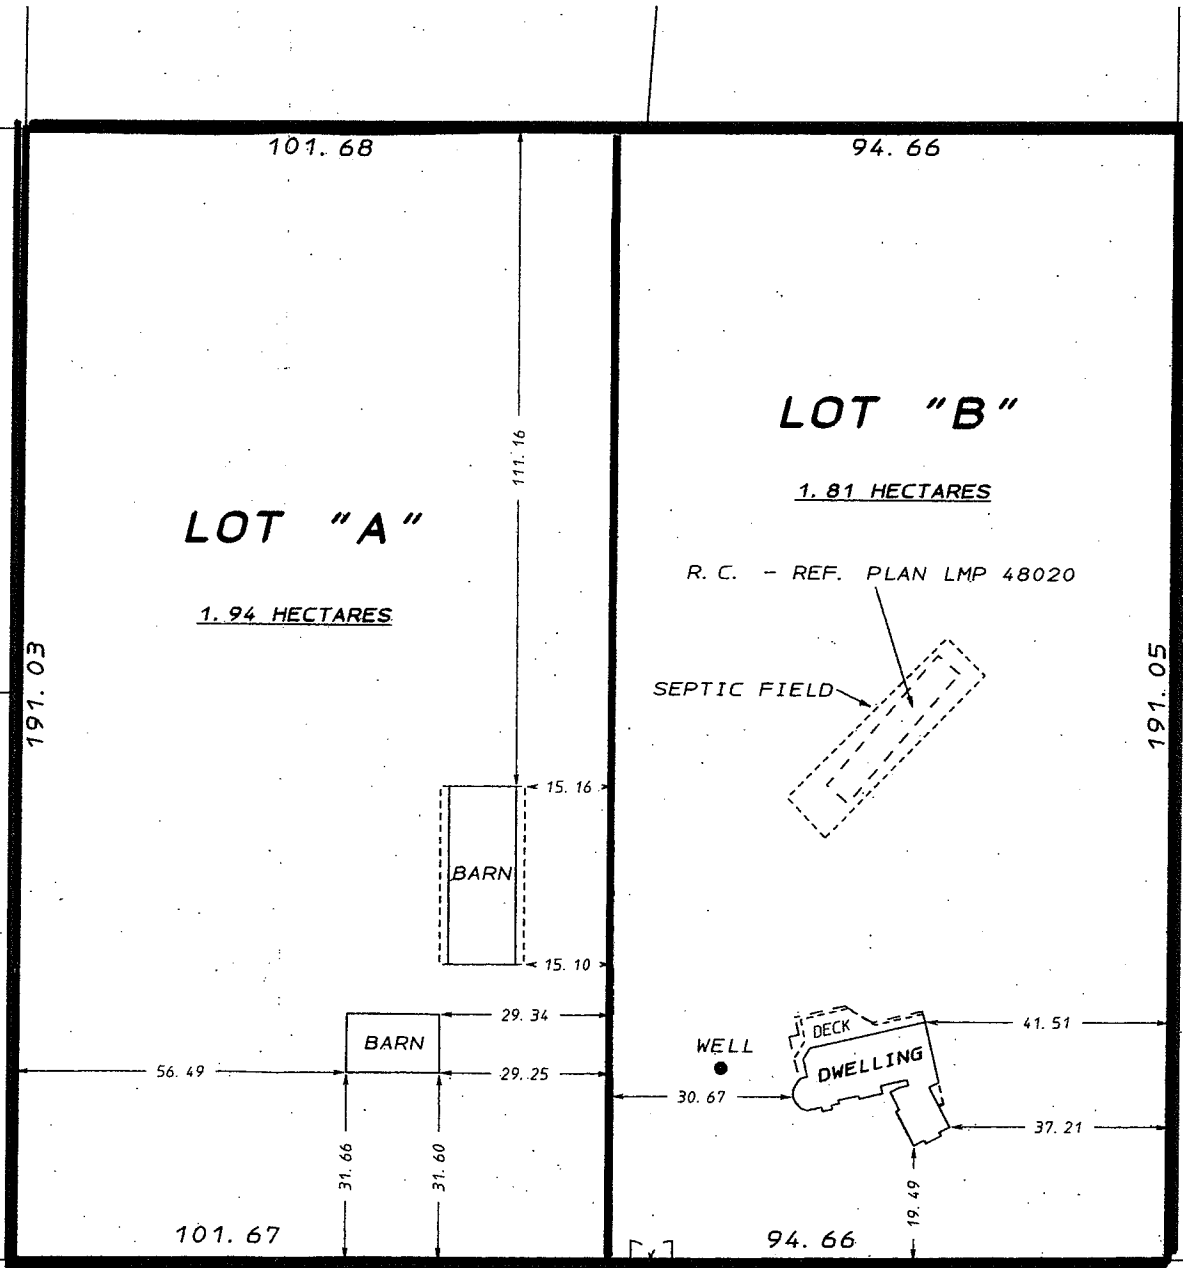 101.68
94.66
LOT "B"
1.81 HECTARES
111.16
LOT "A"
1.94 HECTARES
R.C. - REF. PLAN LMP 48020
191.03
191.05
SEPTIC FIELD
15.16
BARN
15.10
29.34
BARN
29.25
56.49
31.66
31.60
WELL
DECK
DWELLING
41.51
30.67
37.21
19.49
101.67
94.66